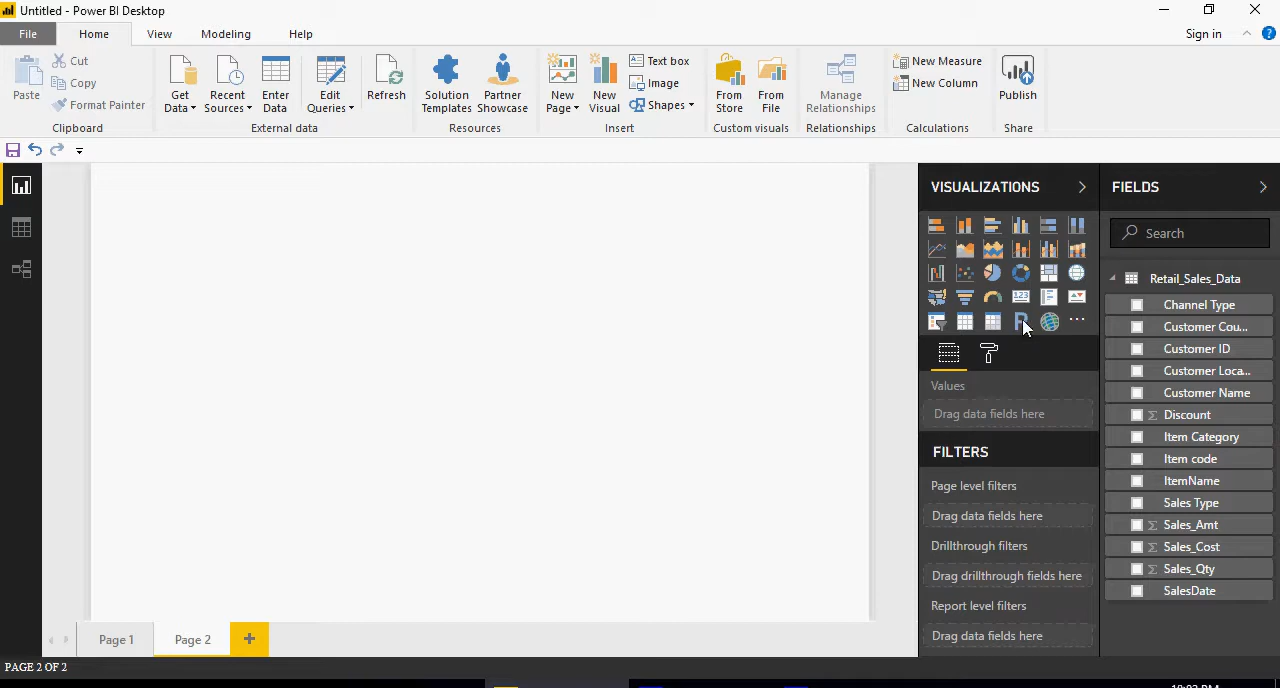 Untitled - Power BI Desktop
File Home View Modeling Help Sign in ?
Paste Cut Copy Format Painter
Get Data Recent Sources Enter Data Edit Queries Refresh
Solution Templates Partner Showcase
New Page New Visual Text box Image Shapes
From Store From File
Manage Relationships
New Measure New Column
Publish
Clipboard External data Resources Insert Custom visuals Relationships Calculations Share
VISUALIZATIONS
123
R
Values
Drag data fields here
FILTERS
Page level filters
Drag data fields here
Drillthrough filters
Drag drillthrough fields here
Report level filters
Drag data fields here
FIELDS
Search
Retail_Sales_Data
Channel Type
Customer Cou...
Customer ID
Customer Loca...
Customer Name
Σ Discount
Item Category
Item code
ItemName
Sales Type
Σ Sales_Amt
Σ Sales_Cost
Σ Sales_Qty
SalesDate
Page 1 Page 2 +
PAGE 2 OF 2